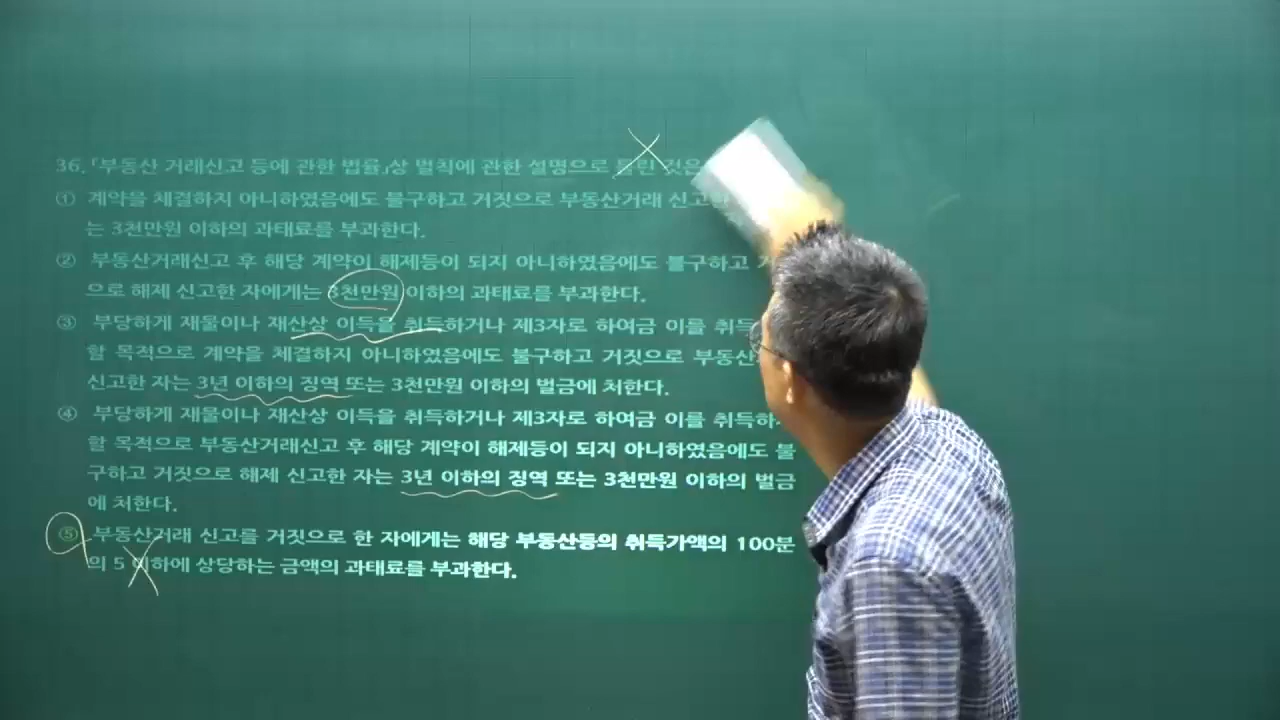 36. 「부동산 거래신고 등에 관한 법률」상 벌칙에 관한 설명으로 틀린 것은
① 계약을 체결하지 아니하였음에도 불구하고 거짓으로 부동산거래 신고한
는 3천만원 이하의 과태료를 부과한다.
② 부동산거래신고 후 해당 계약이 해제등이 되지 아니하였음에도 불구하고
으로 해제 신고한 자에게는 3천만원 이하의 과태료를 부과한다.
③ 부당하게 재물이나 재산상 이득을 취득하거나 제3자로 하여금 이를 취득
할 목적으로 계약을 체결하지 아니하였음에도 불구하고 거짓으로 부동산
신고한 자는 3년 이하의 징역 또는 3천만원 이하의 벌금에 처한다.
④ 부당하게 재물이나 재산상 이득을 취득하거나 제3자로 하여금 이를 취득하
할 목적으로 부동산거래신고 후 해당 계약이 해제등이 되지 아니하였음에도 불
구하고 거짓으로 해제 신고한 자는 3년 이하의 징역 또는 3천만원 이하의 벌금
에 처한다.
⑤ 부동산거래 신고를 거짓으로 한 자에게는 해당 부동산등의 취득가액의 100분
의 5 이하에 상당하는 금액의 과태료를 부과한다.